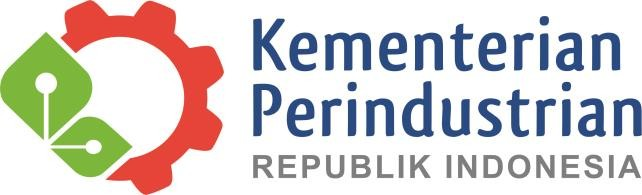 Kementerian
Perindustrian
REPUBLIK INDONESIA